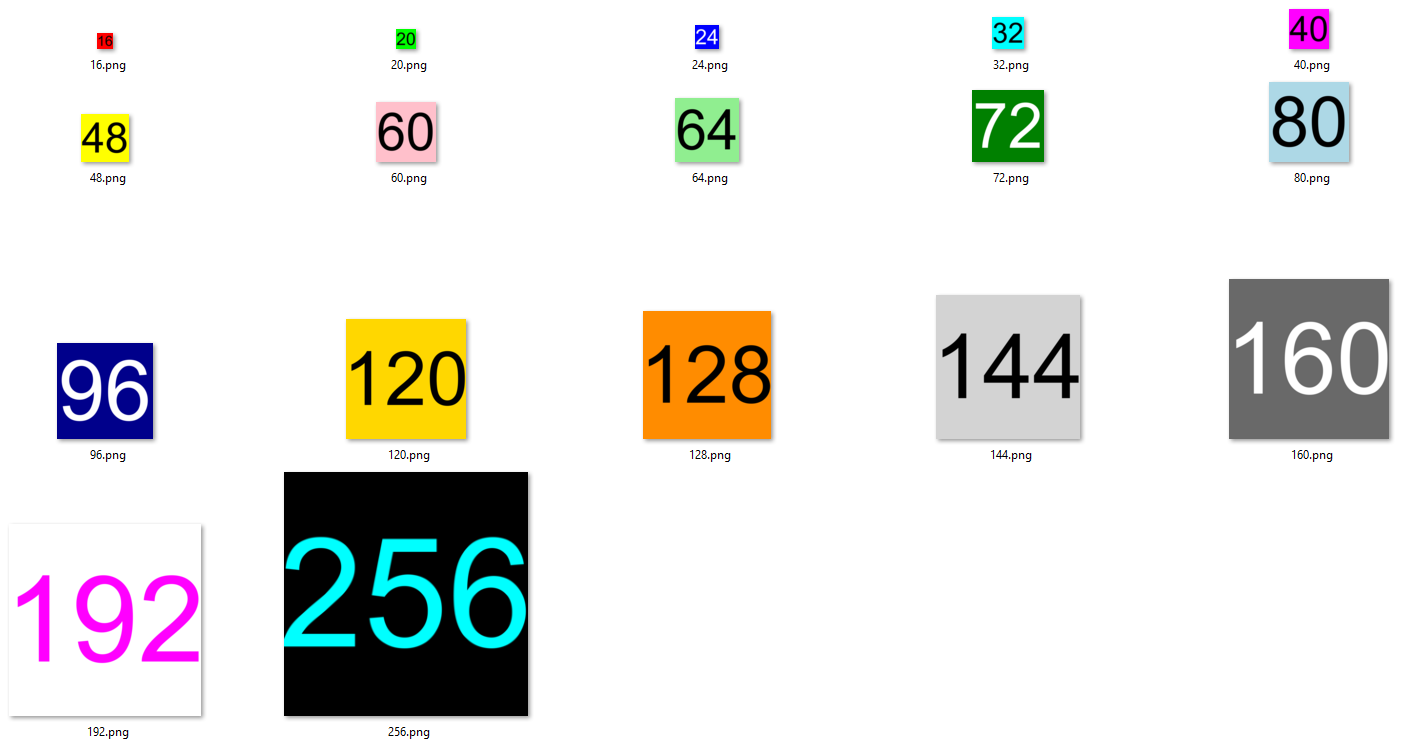 16 20 24 32 40
16.png 20.png 24.png 32.png 40.png
48 60 64 72 80
48.png 60.png 64.png 72.png 80.png
96 120 128 144 160
96.png 120.png 128.png 144.png 160.png
192 256
192.png 256.png